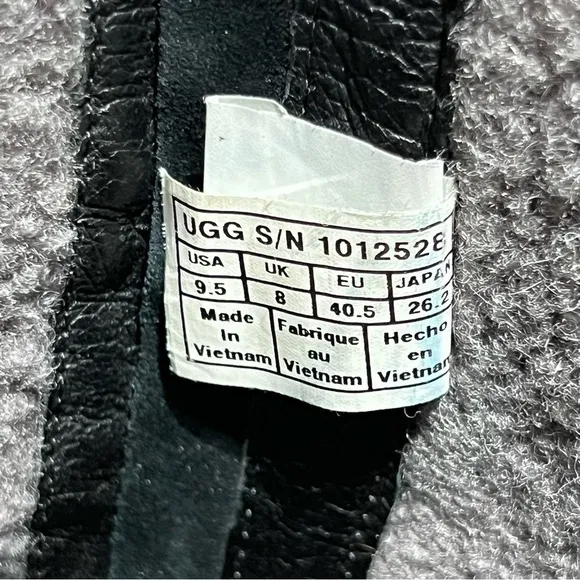 UGG S/N 1012528
USA UK EU JAPAN
9.5 8 40.5 26.2
Made Fabrique Hecho
In au en
Vietnam Vietnam Vietnam